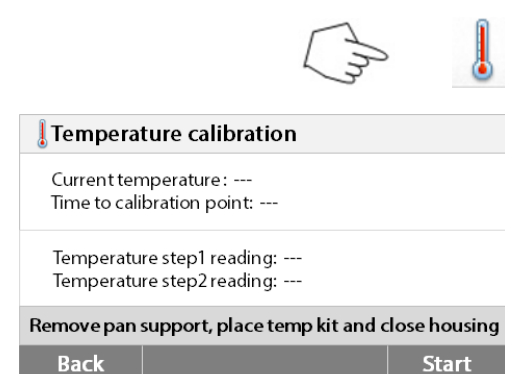 Temperature calibration
Current temperature: ---
Time to calibration point: ---
Temperature step1 reading: ---
Temperature step2 reading: ---
Remove pan support, place temp kit and close housing
Back Start